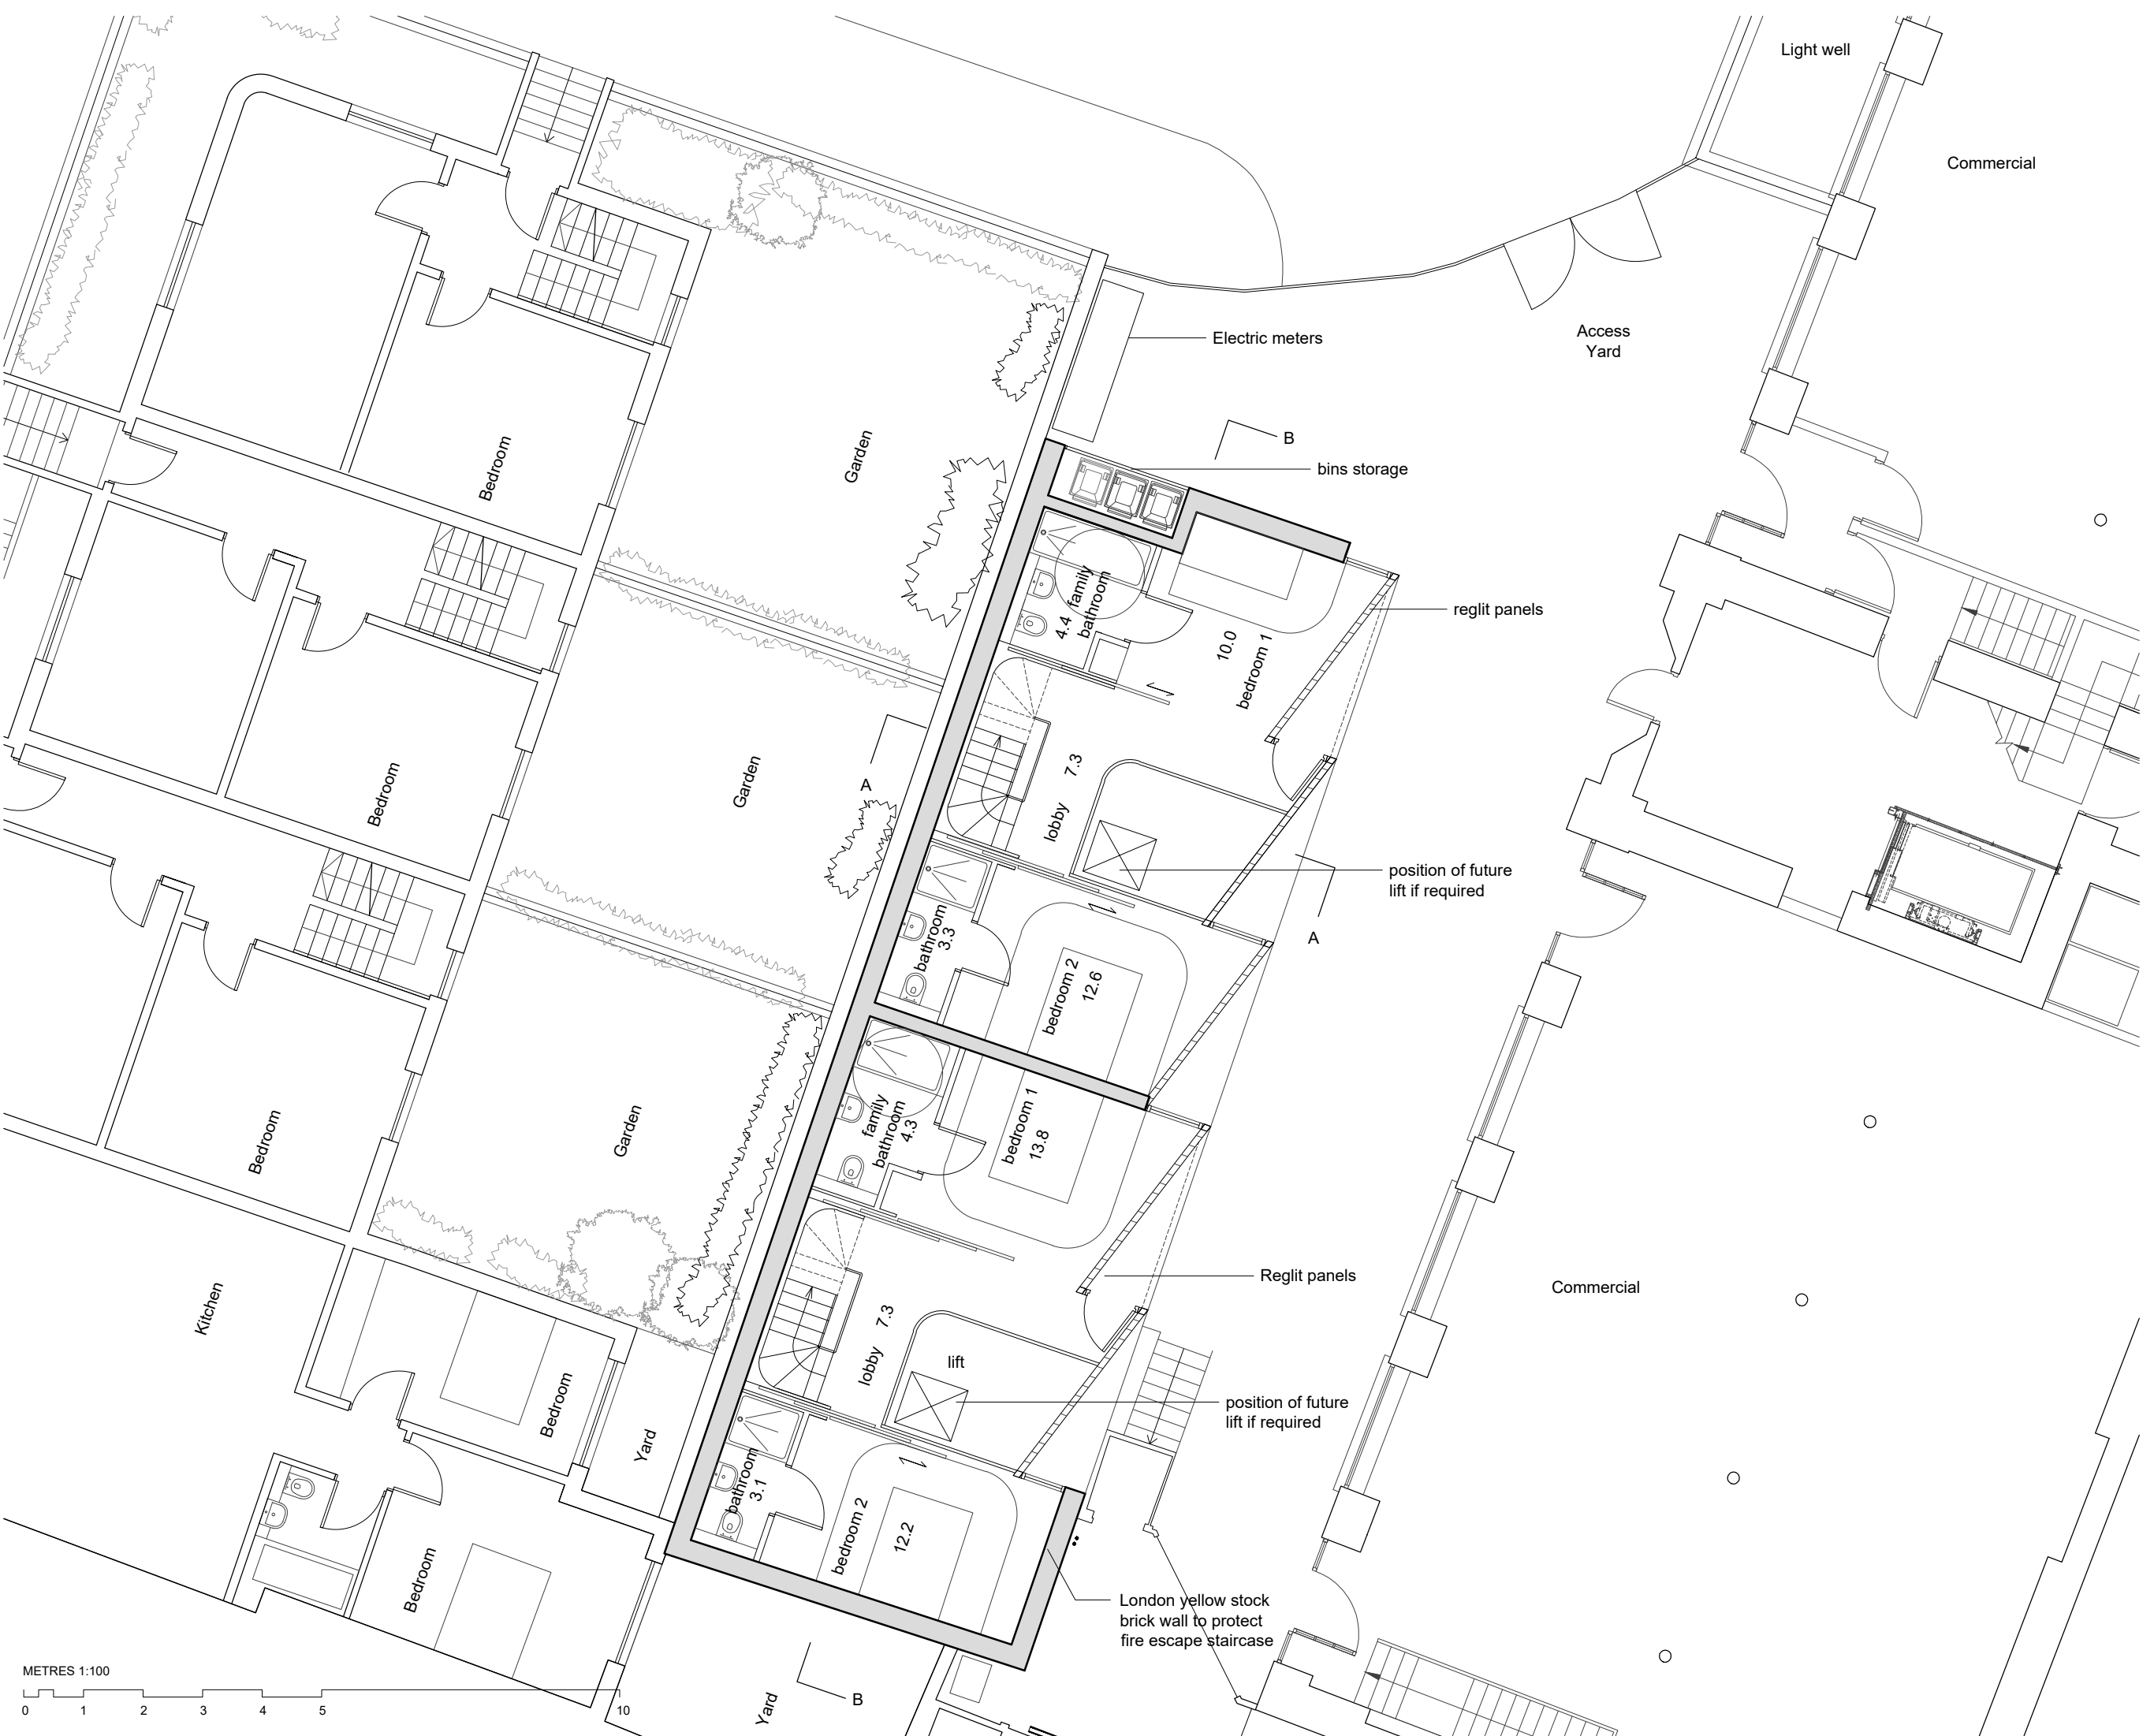 Light well
Commercial
Access
Yard
Electric meters
B
bins storage
Garden
Bedroom
reglit panels
4.4 family
bathroom
10.0
bedroom 1
7.3
lobby
A
Garden
Bedroom
position of future
lift if required
A
bathroom
3.3
bedroom 2
12.6
family
bathroom
4.3
bedroom 1
13.8
Garden
Bedroom
Reglit panels
Commercial
Kitchen
7.3
lobby
lift
position of future
lift if required
Bedroom
Yard
bathroom
3.1
bedroom 2
12.2
Bedroom
London yellow stock
brick wall to protect
fire escape staircase
METRES 1:100
0 1 2 3 4 5 10
Yard
B